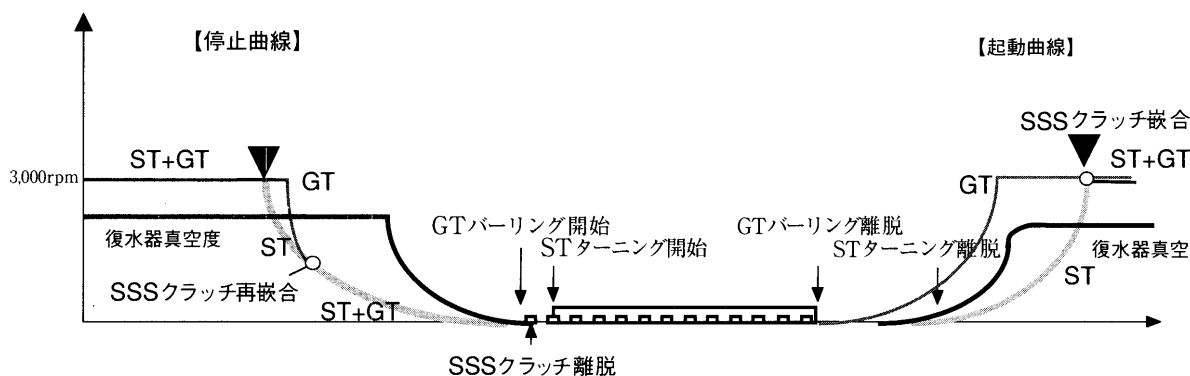 【停止曲線】
【起動曲線】
SSSクラッチ嵌合
ST+GT
ST+GT
3,000rpm
GT
GT
GTバーリング開始
GTバーリング離脱
復水器真空度
ST
STターニング開始
STターニング離脱
復水器真空
SSSクラッチ再嵌合
ST
ST+GT
SSSクラッチ離脱